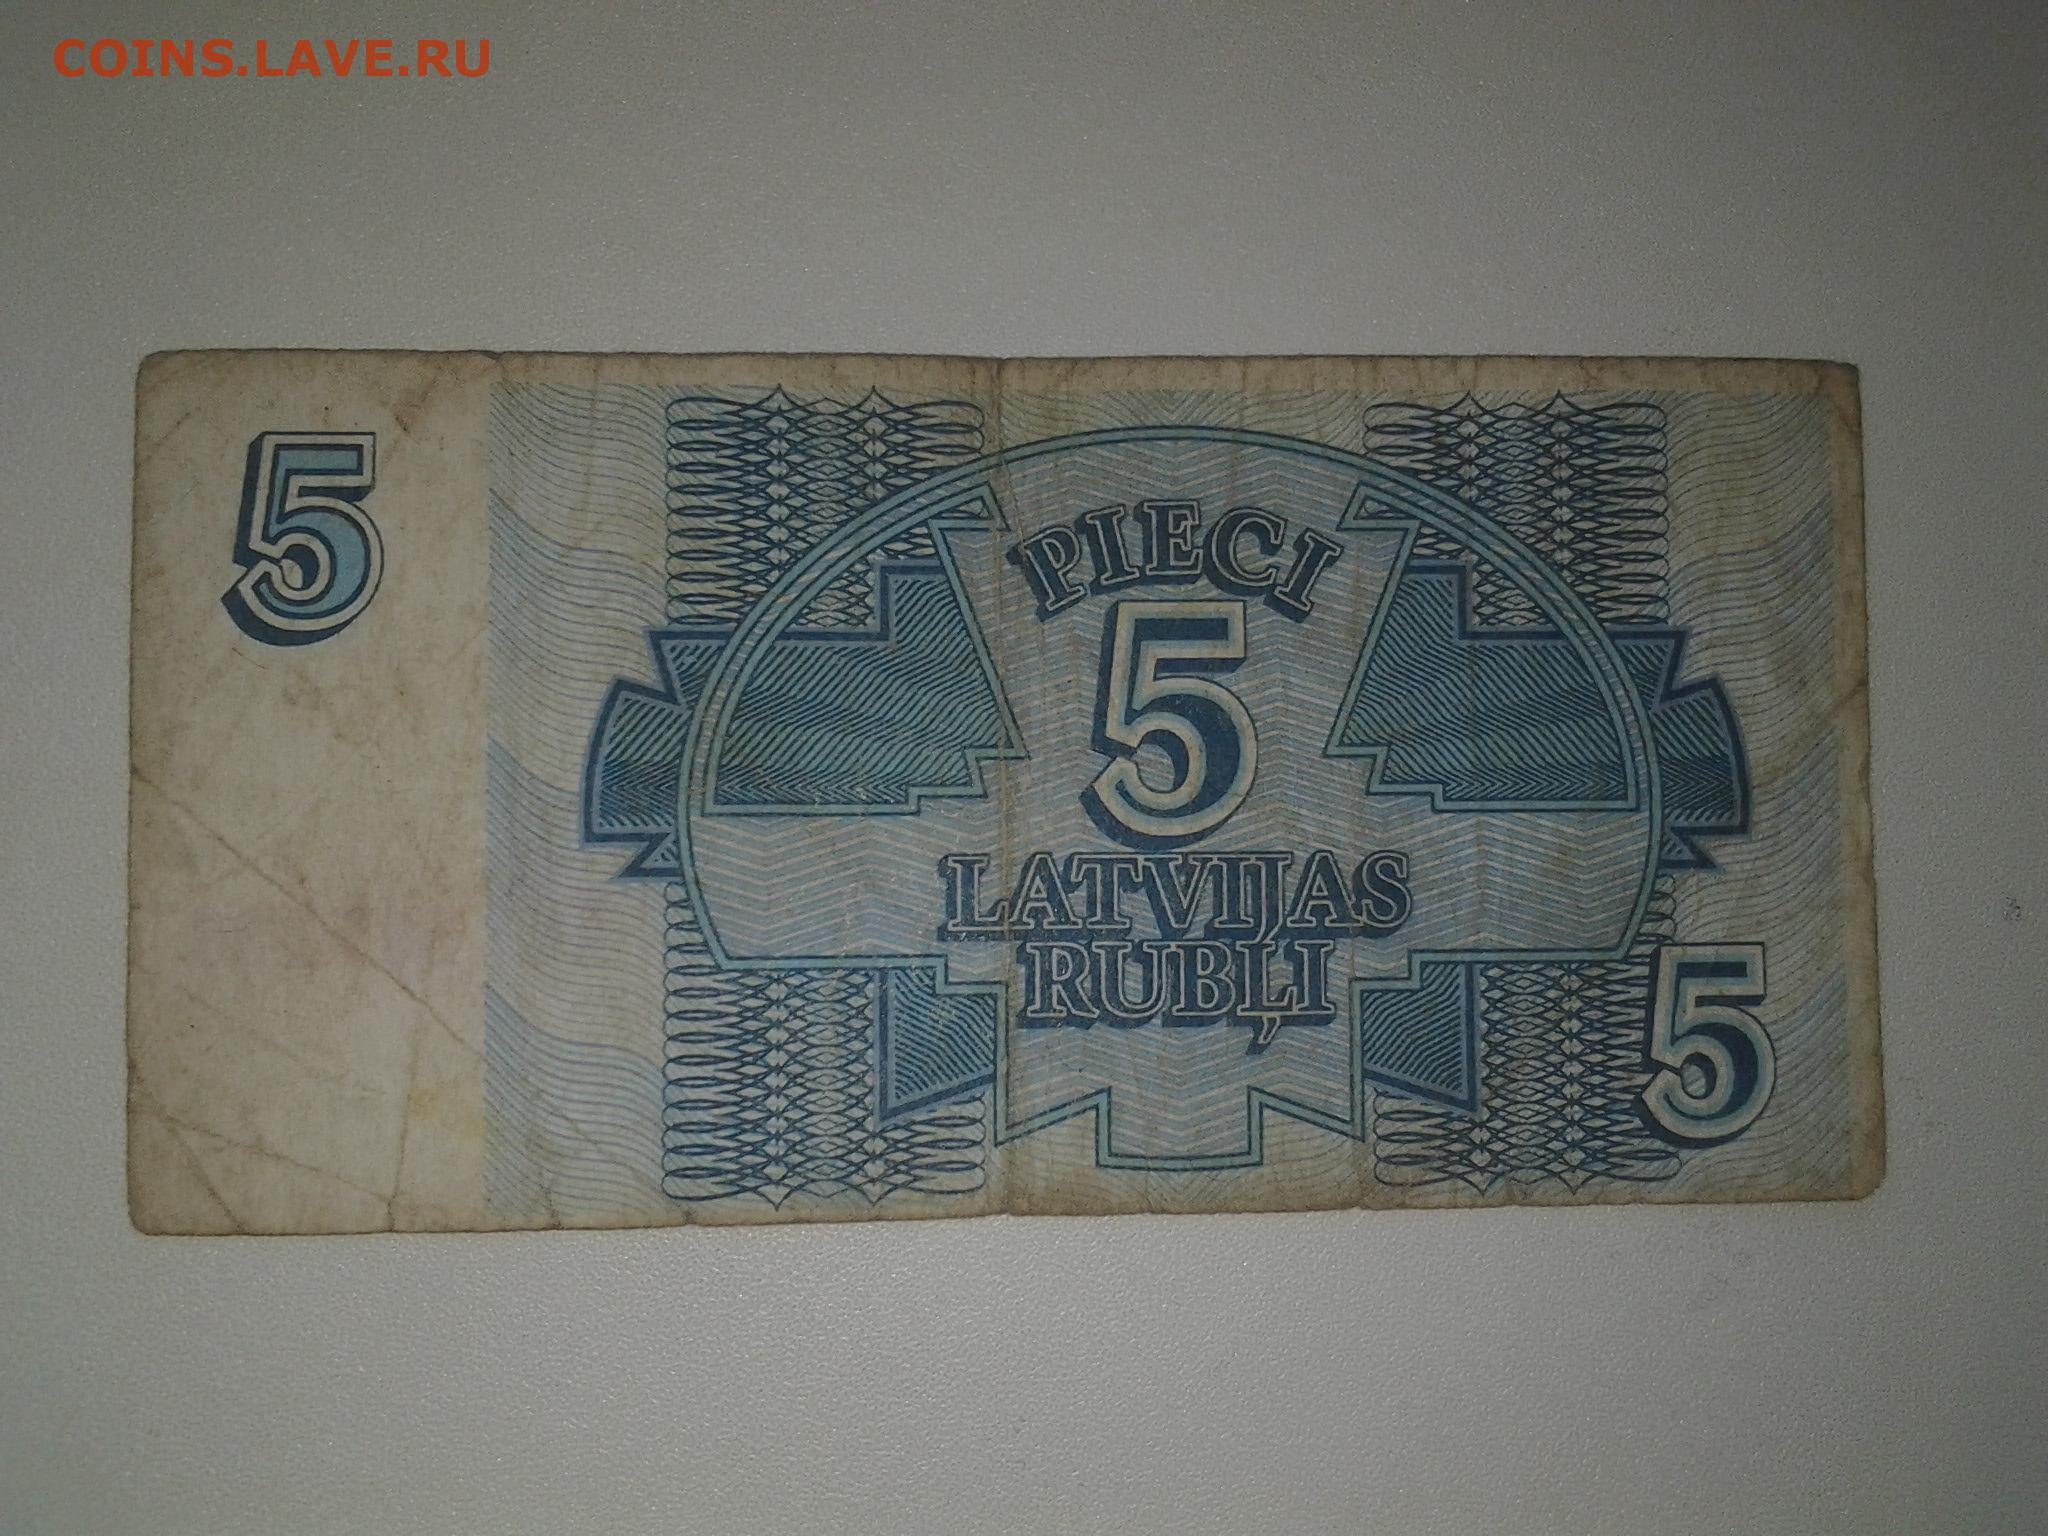 COINS.LAVE.RU
5
PIECI
5
LATVIJAS
RUBĻI
5